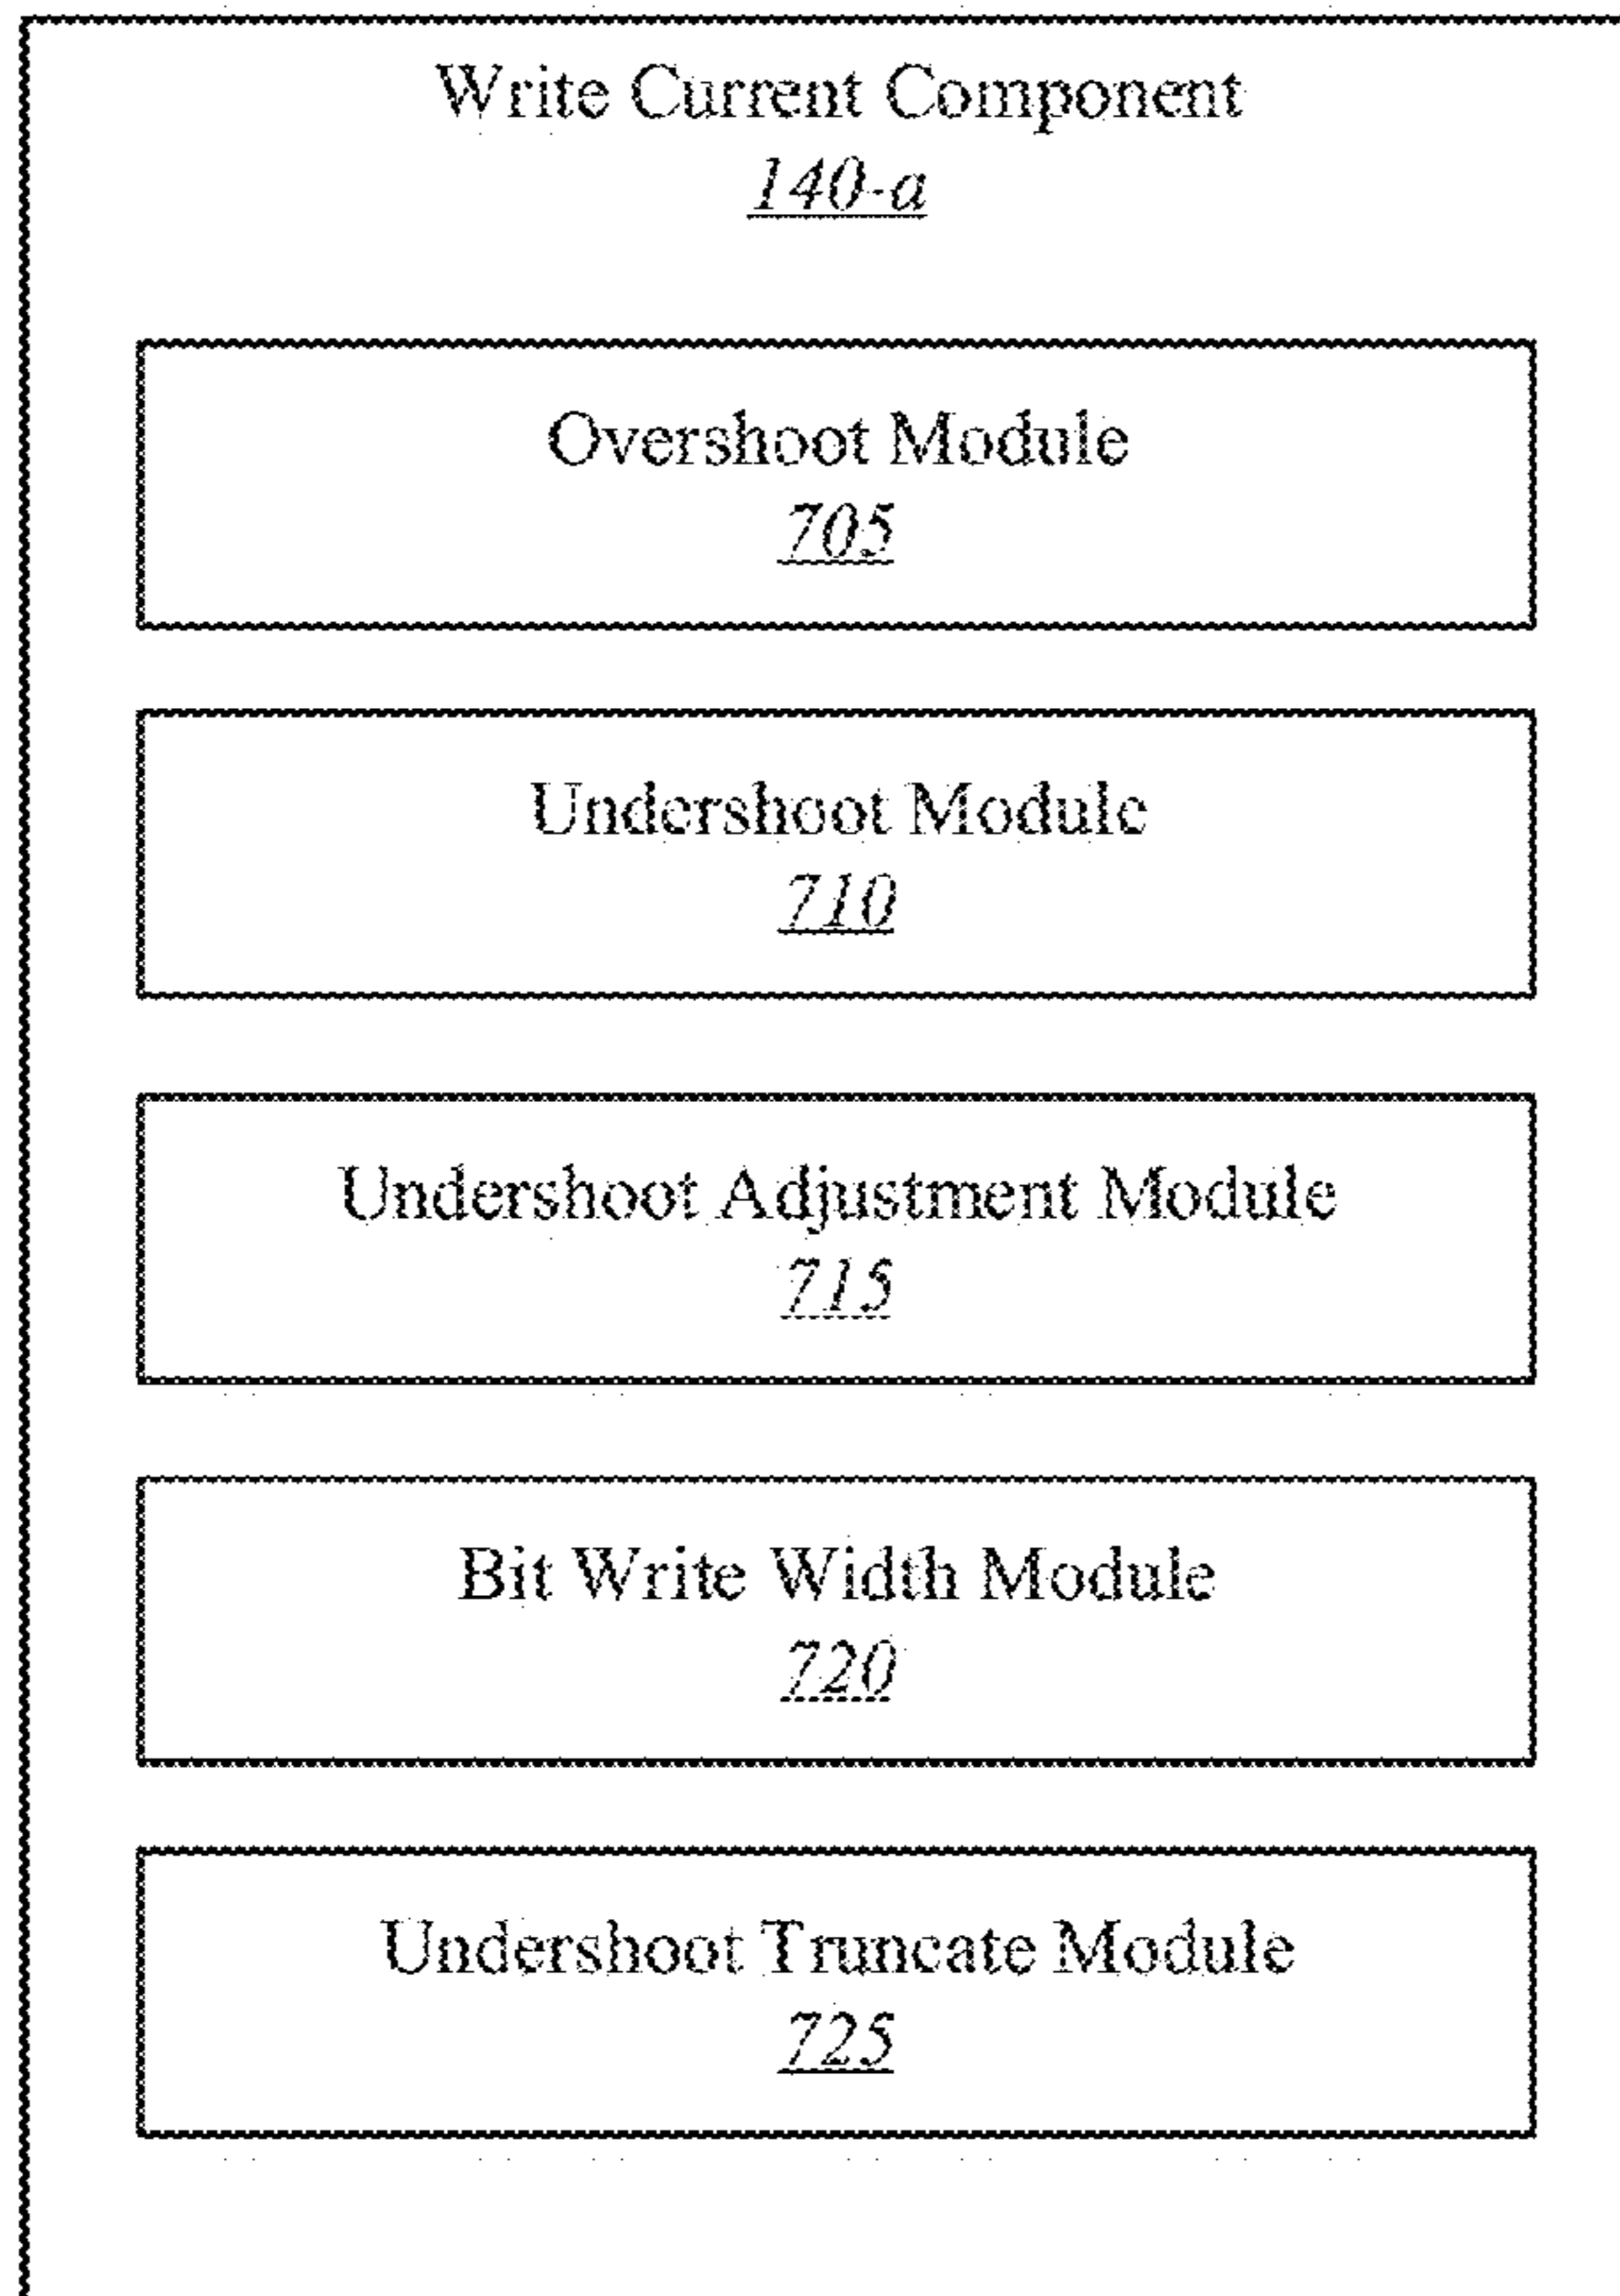 Write Current Component
140-a
Overshoot Module
705
Undershoot Module
710
Undershoot Adjustment Module
715
Bit Write Width Module
720
Undershoot Truncate Module
725